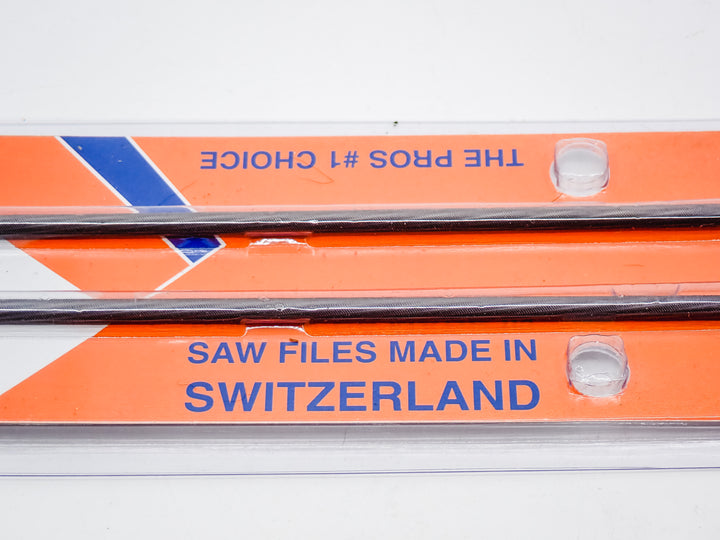 THE PROS #1 CHOICE
SAW FILES MADE IN
SWITZERLAND